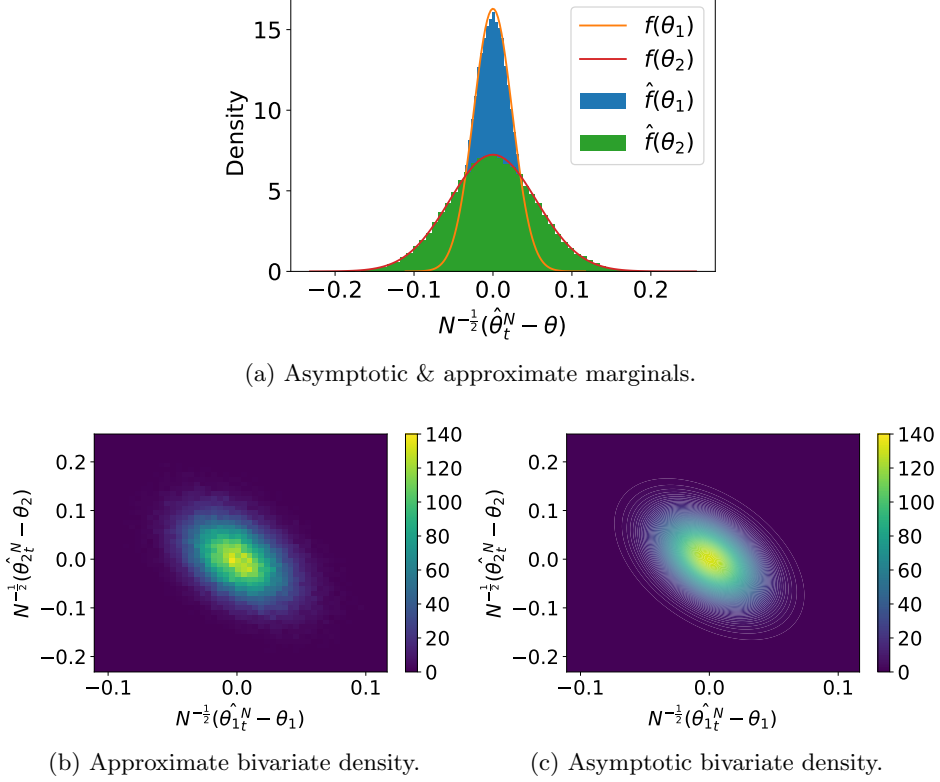 15
10
5
0
Density
f(θ₁)
f(θ₂)
f̂(θ₁)
f̂(θ₂)
−0.2 −0.1 0.0 0.1 0.2
N^{-1/2}(θ̂_t^N − θ)
(a) Asymptotic & approximate marginals.
0.2
0.1
0.0
−0.1
−0.2
N^{-1/2}(θ̂_{2t}^N − θ₂)
−0.1 0.0 0.1
N^{-1/2}(θ̂_{1t}^N − θ₁)
140
120
100
80
60
40
20
0
(b) Approximate bivariate density.
0.2
0.1
0.0
−0.1
−0.2
N^{-1/2}(θ̂_{2t}^N − θ₂)
−0.1 0.0 0.1
N^{-1/2}(θ̂_{1t}^N − θ₁)
140
120
100
80
60
40
20
0
(c) Asymptotic bivariate density.